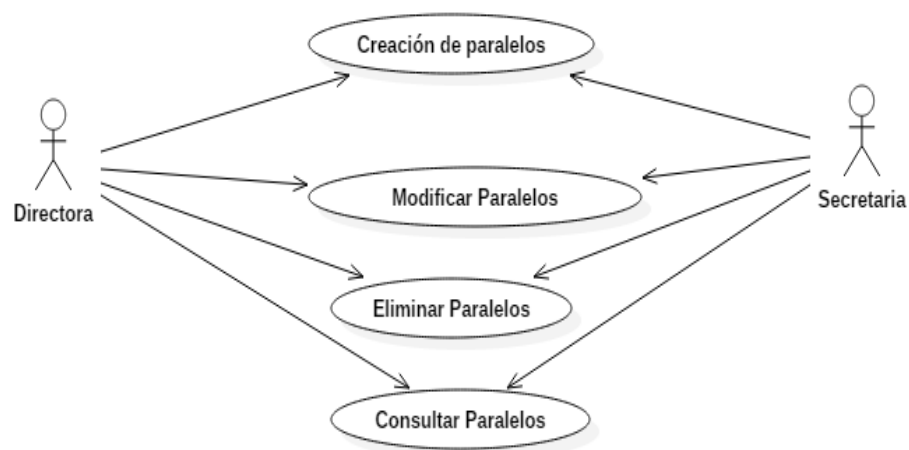 Creación de paralelos
Directora
Modificar Paralelos
Secretaria
Eliminar Paralelos
Consultar Paralelos